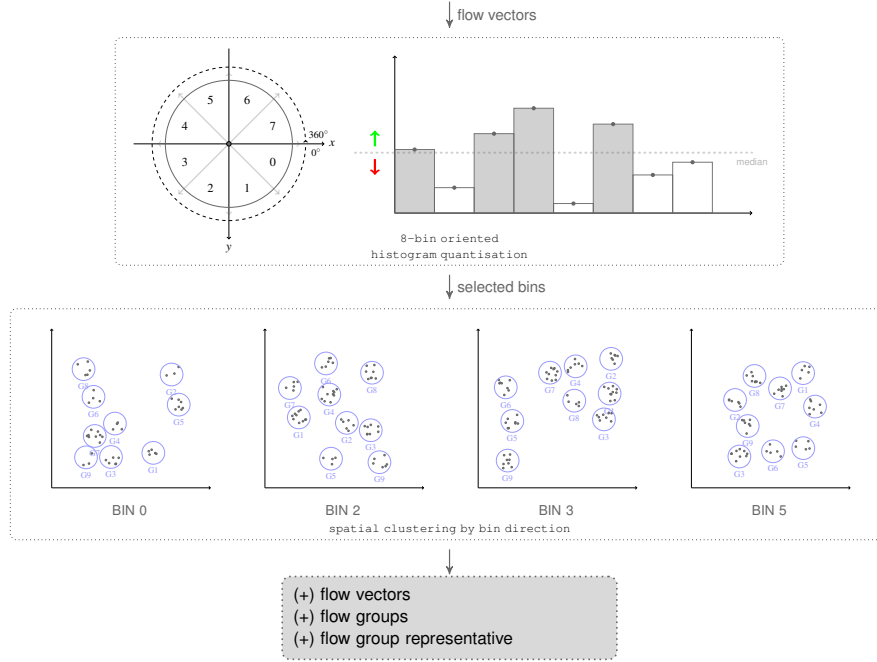 flow vectors
5 6
4 7
360°
x
0°
3 0
2 1
y
median
8-bin oriented
histogram quantisation
selected bins
G8
G2
G6
G5
G4
G9 G3 G1
BIN 0
G6
G8
G7
G4
G1
G2
G3
G5
G9
BIN 2
G2
G7 G4
G6
G8
G5
G3
G9
BIN 3
G1
G8
G7
G2
G4
G9
G5
G3 G6
BIN 5
spatial clustering by bin direction
(+) flow vectors
(+) flow groups
(+) flow group representative